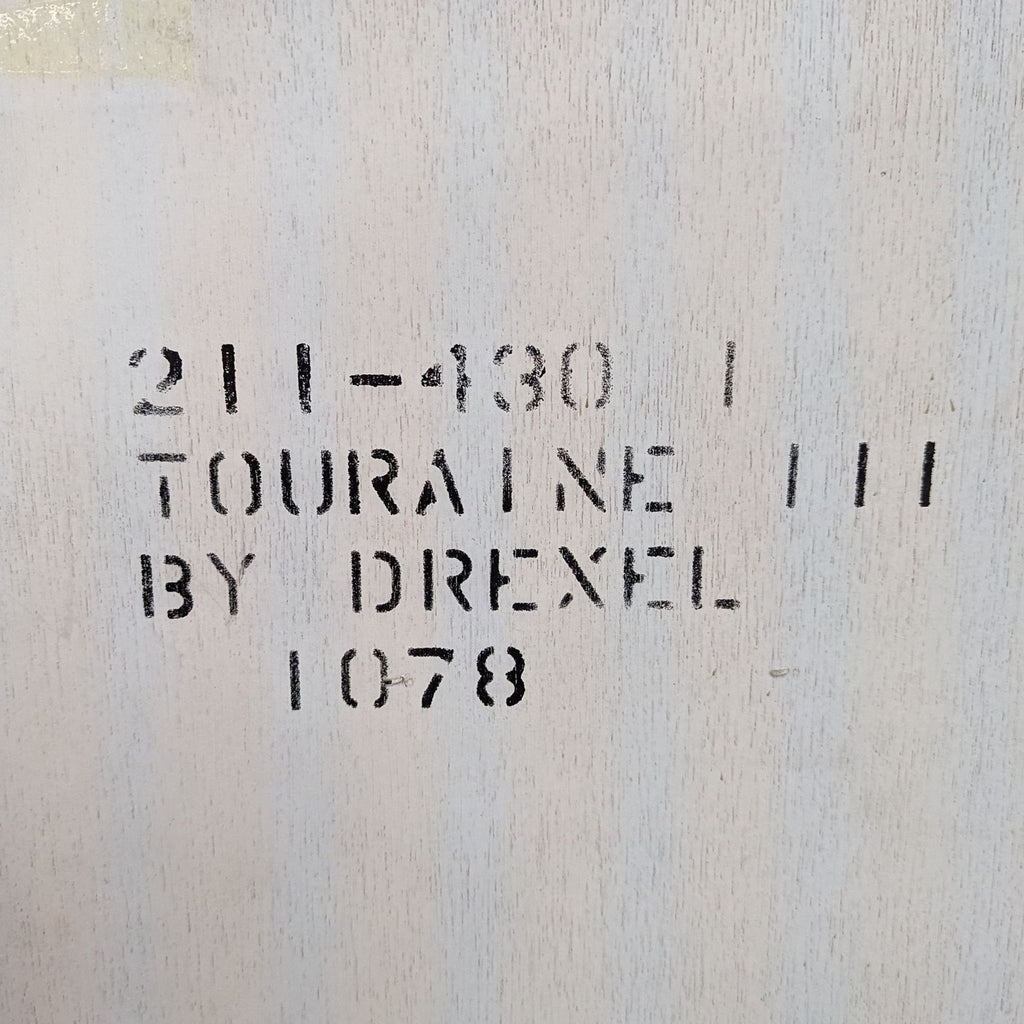 211-430 1
TOURAINE III
BY DREXEL
1078